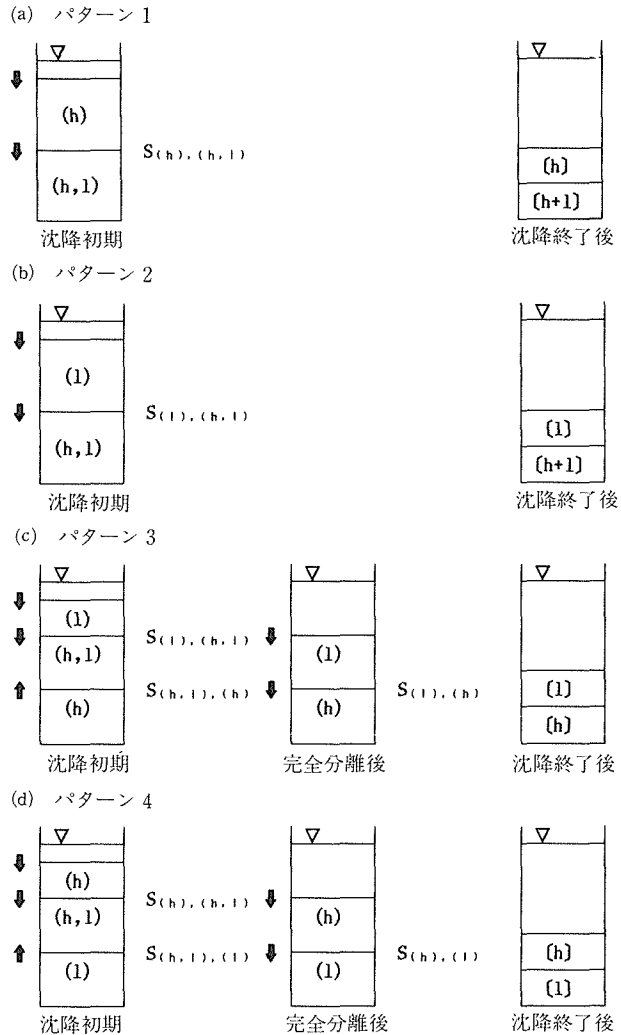 (a) パターン 1
▽
▽
(h)
S(h),(h,l)
(h,l)
[h]
[h+l]
沈降初期
沈降終了後
(b) パターン 2
▽
▽
(l)
S(l),(h,l)
(h,l)
[l]
[h+l]
沈降初期
沈降終了後
(c) パターン 3
▽
▽
▽
(l)
(h,l)
S(l),(h,l)
(l)
(h)
S(h,l),(h)
(h)
S(l),(h)
[l]
[h]
沈降初期
完全分離後
沈降終了後
(d) パターン 4
▽
▽
▽
(h)
(h,l)
S(h),(h,l)
(h)
(l)
S(h,l),(l)
(l)
S(h),(l)
[h]
[l]
沈降初期
完全分離後
沈降終了後